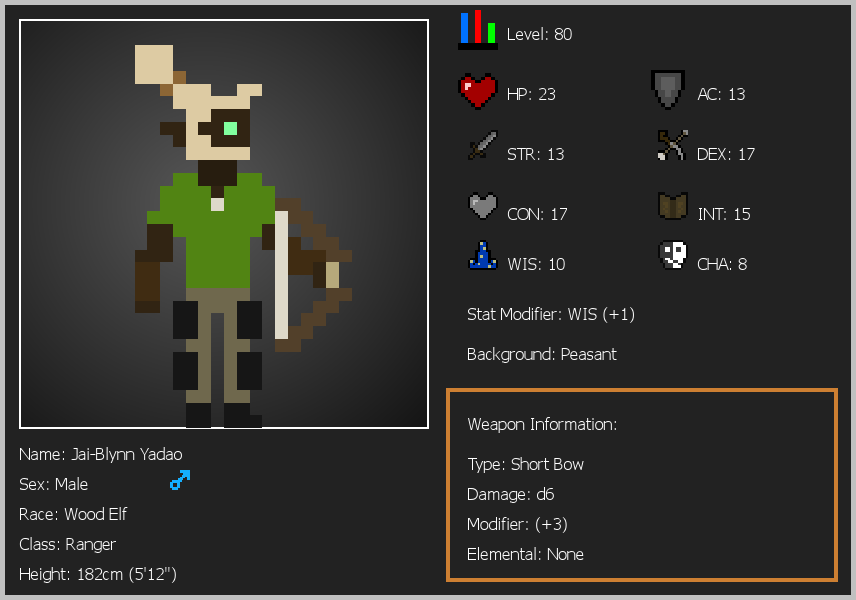 Level: 80
HP: 23
AC: 13
STR: 13
DEX: 17
CON: 17
INT: 15
WIS: 10
CHA: 8
Stat Modifier: WIS (+1)
Background: Peasant
Weapon Information:
Type: Short Bow
Damage: d6
Modifier: (+3)
Elemental: None
Name: Jai-Blynn Yadao
Sex: Male
Race: Wood Elf
Class: Ranger
Height: 182cm (5'12")